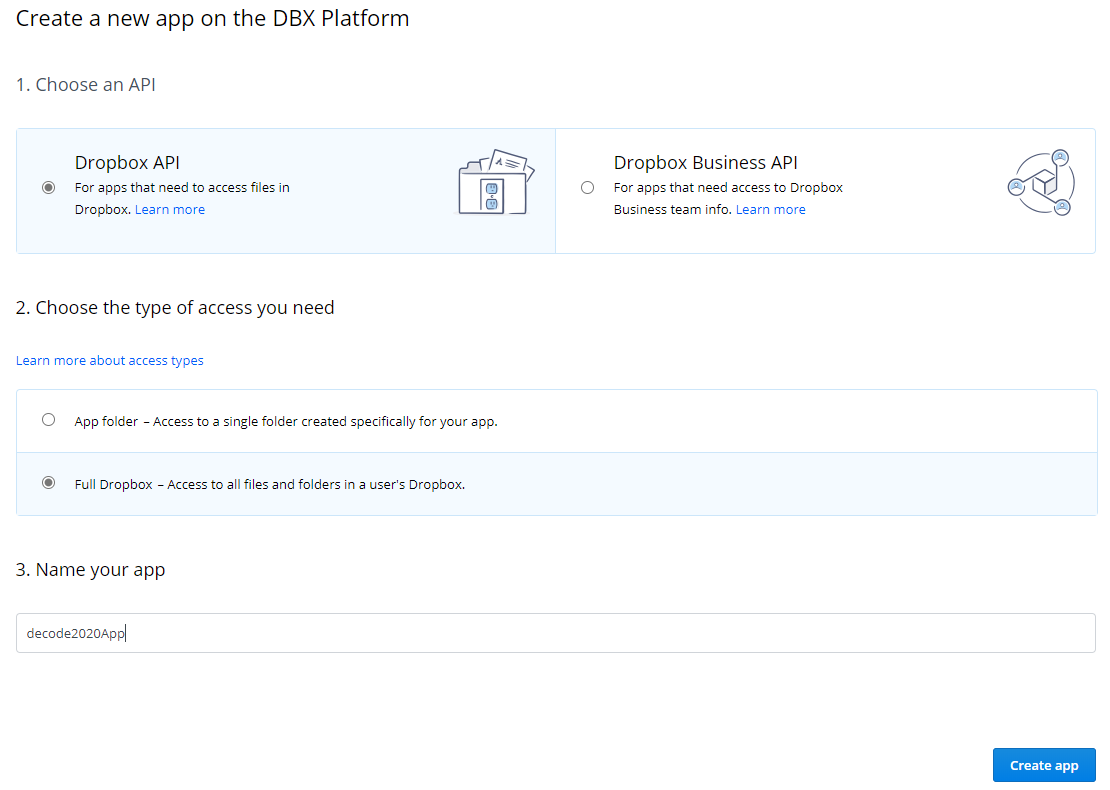 Create a new app on the DBX Platform
1. Choose an API
Dropbox API
For apps that need to access files in
Dropbox. Learn more
Dropbox Business API
For apps that need access to Dropbox
Business team info. Learn more
2. Choose the type of access you need
Learn more about access types
App folder – Access to a single folder created specifically for your app.
Full Dropbox – Access to all files and folders in a user's Dropbox.
3. Name your app
decode2020App
Create app